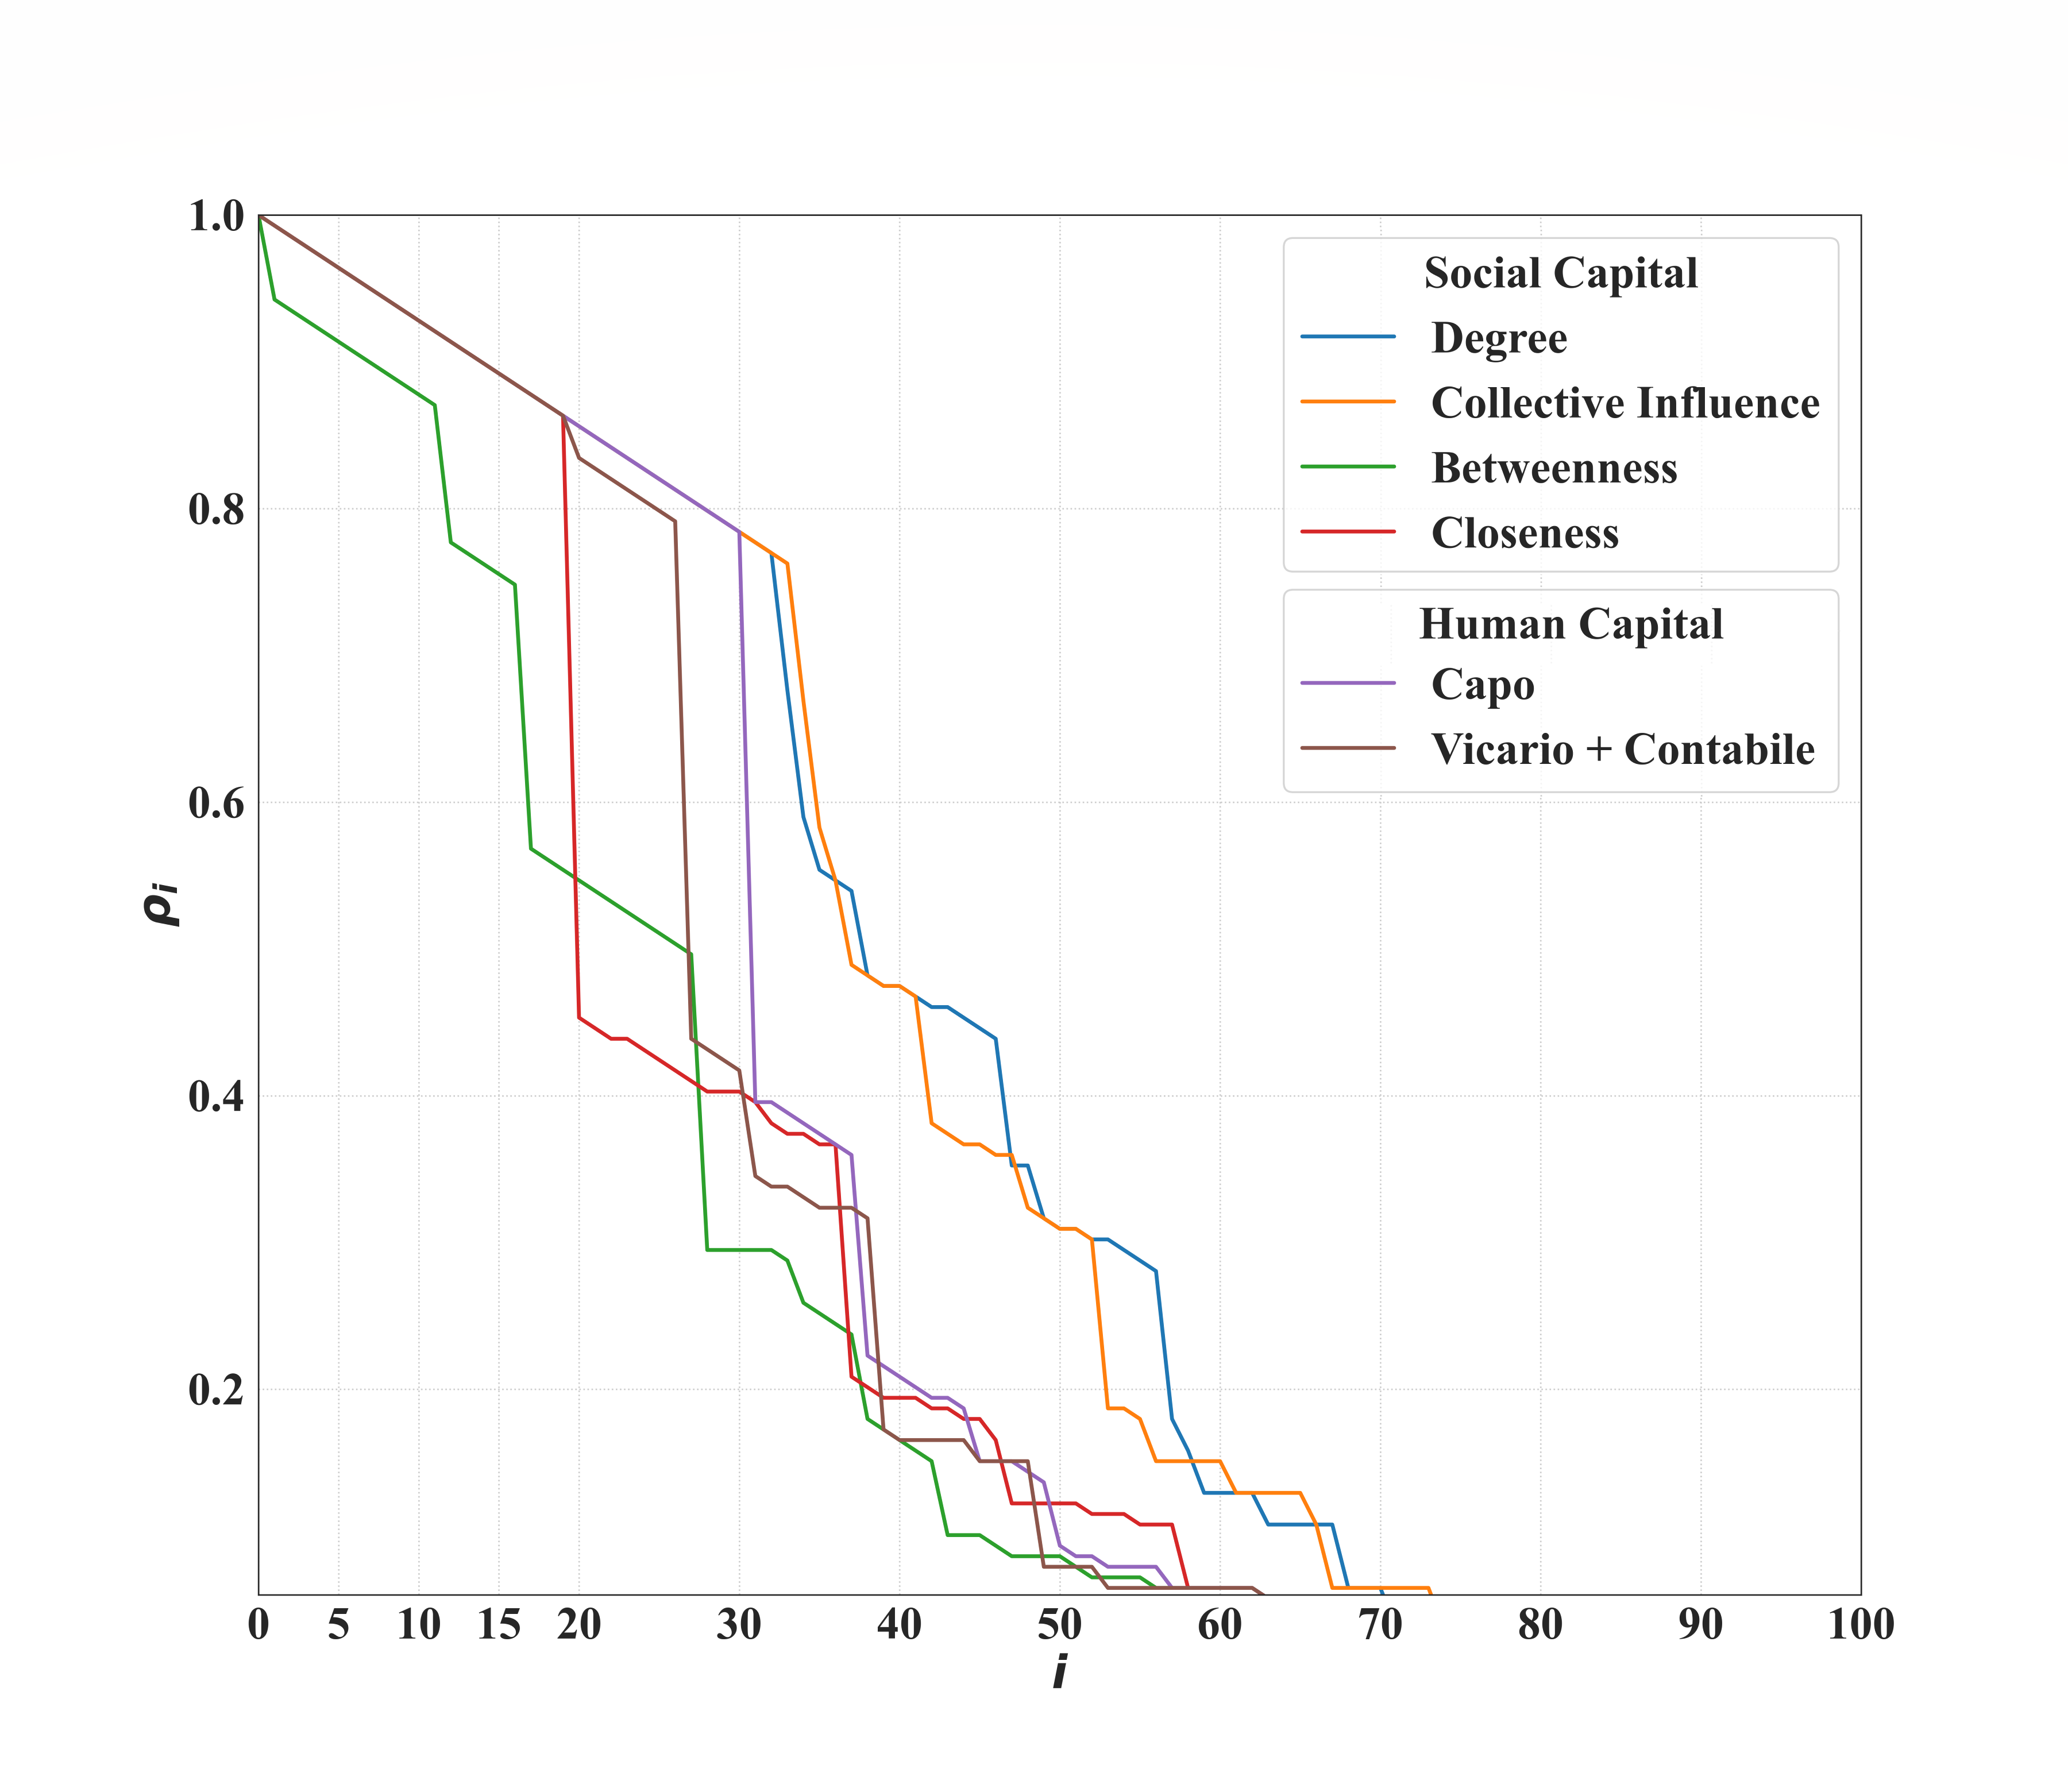 1.0
0.8
0.6
0.4
0.2
ρi
0 5 10 15 20 30 40 50 60 70 80 90 100
i
Social Capital
Degree
Collective Influence
Betweenness
Closeness
Human Capital
Capo
Vicario + Contabile